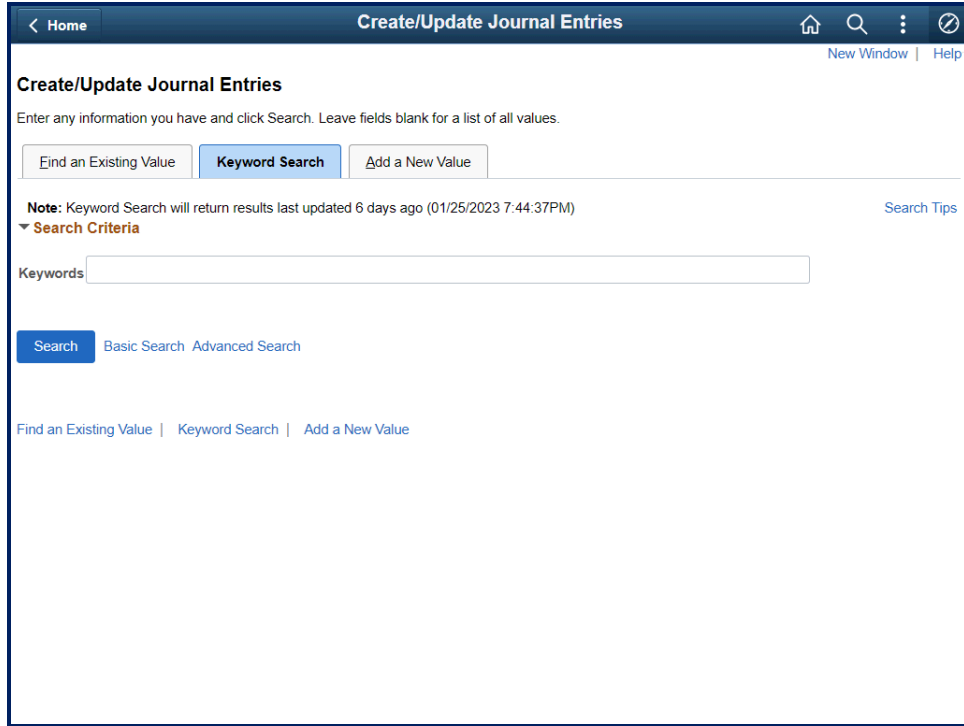 Home Create/Update Journal Entries
New Window | Help
Create/Update Journal Entries
Enter any information you have and click Search. Leave fields blank for a list of all values.
Find an Existing Value Keyword Search Add a New Value
Note: Keyword Search will return results last updated 6 days ago (01/25/2023 7:44:37PM) Search Tips
Search Criteria
Keywords
Search Basic Search Advanced Search
Find an Existing Value | Keyword Search | Add a New Value